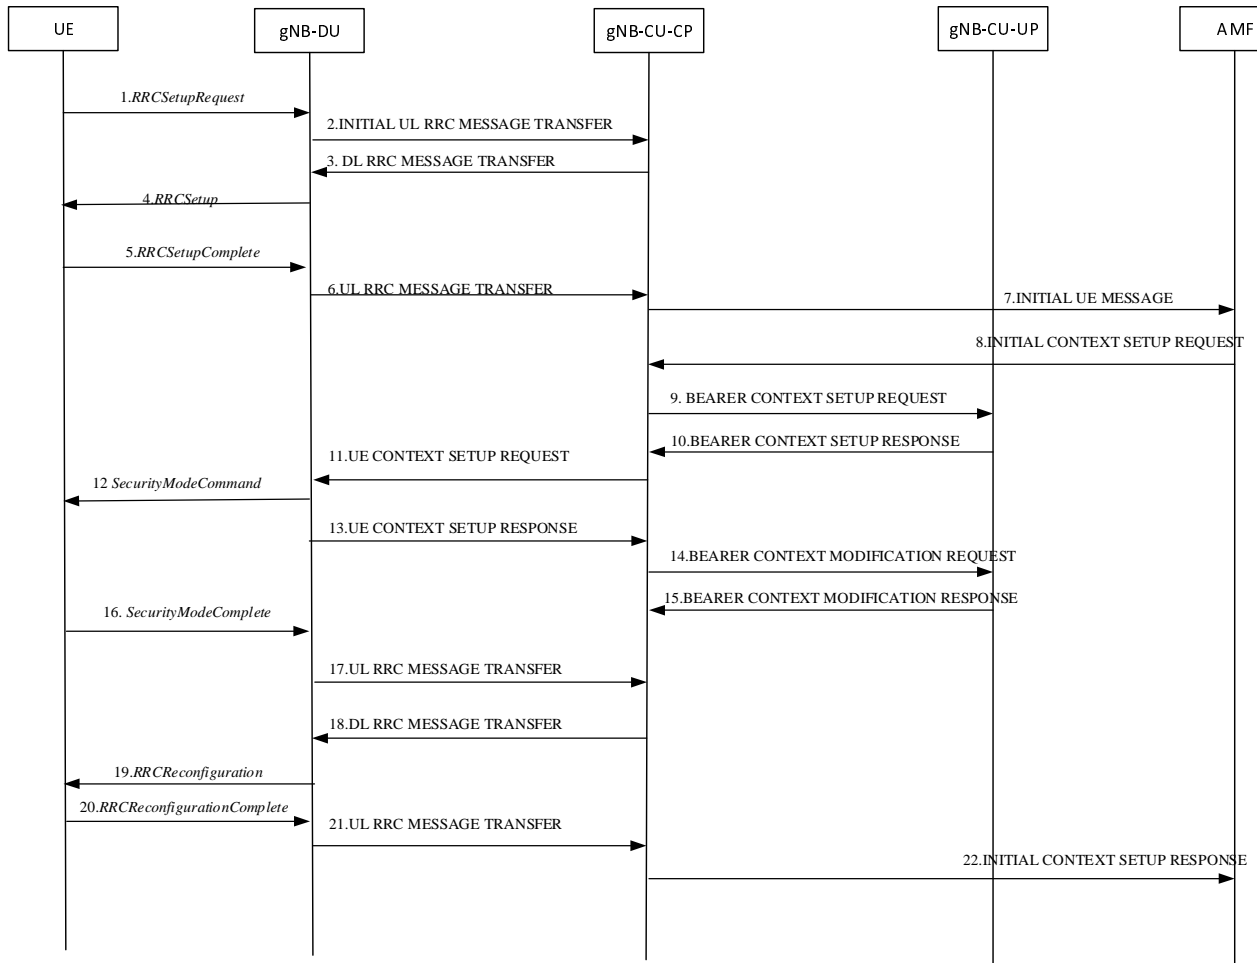 UE
gNB-DU
gNB-CU-CP
gNB-CU-UP
AMF
1.RRCSetupRequest
2.INITIAL UL RRC MESSAGE TRANSFER
3. DL RRC MESSAGE TRANSFER
4.RRCSetup
5.RRCSetupComplete
6.UL RRC MESSAGE TRANSFER
7.INITIAL UE MESSAGE
8.INITIAL CONTEXT SETUP REQUEST
9. BEARER CONTEXT SETUP REQUEST
10.BEARER CONTEXT SETUP RESPONSE
11.UE CONTEXT SETUP REQUEST
12 SecurityModeCommand
13.UE CONTEXT SETUP RESPONSE
14.BEARER CONTEXT MODIFICATION REQUEST
15.BEARER CONTEXT MODIFICATION RESPONSE
16. SecurityModeComplete
17.UL RRC MESSAGE TRANSFER
18.DL RRC MESSAGE TRANSFER
19.RRCReconfiguration
20.RRCReconfigurationComplete
21.UL RRC MESSAGE TRANSFER
22.INITIAL CONTEXT SETUP RESPONSE